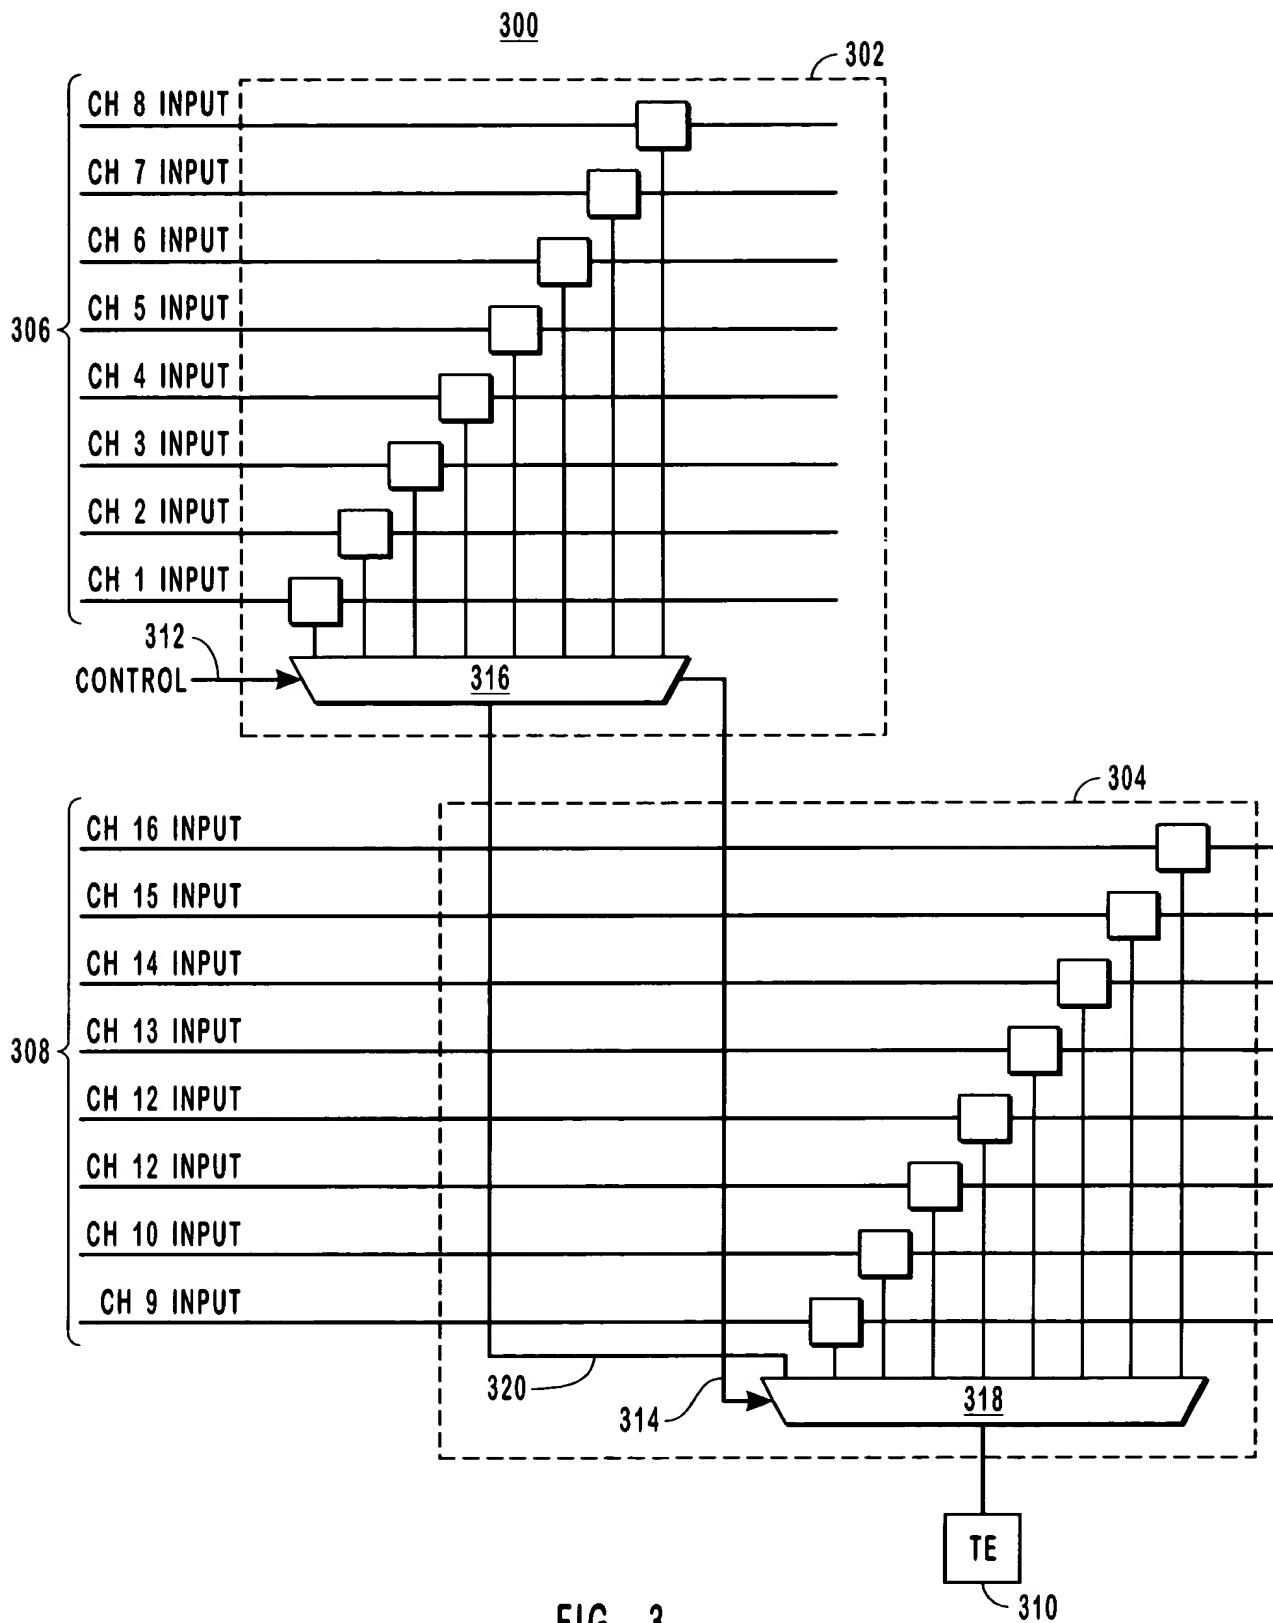 300
302
CH 8 INPUT
CH 7 INPUT
CH 6 INPUT
306
CH 5 INPUT
CH 4 INPUT
CH 3 INPUT
CH 2 INPUT
CH 1 INPUT
312
CONTROL
316
304
CH 16 INPUT
CH 15 INPUT
CH 14 INPUT
308
CH 13 INPUT
CH 12 INPUT
CH 12 INPUT
CH 10 INPUT
CH 9 INPUT
320
314
318
TE
310
FIG. 3